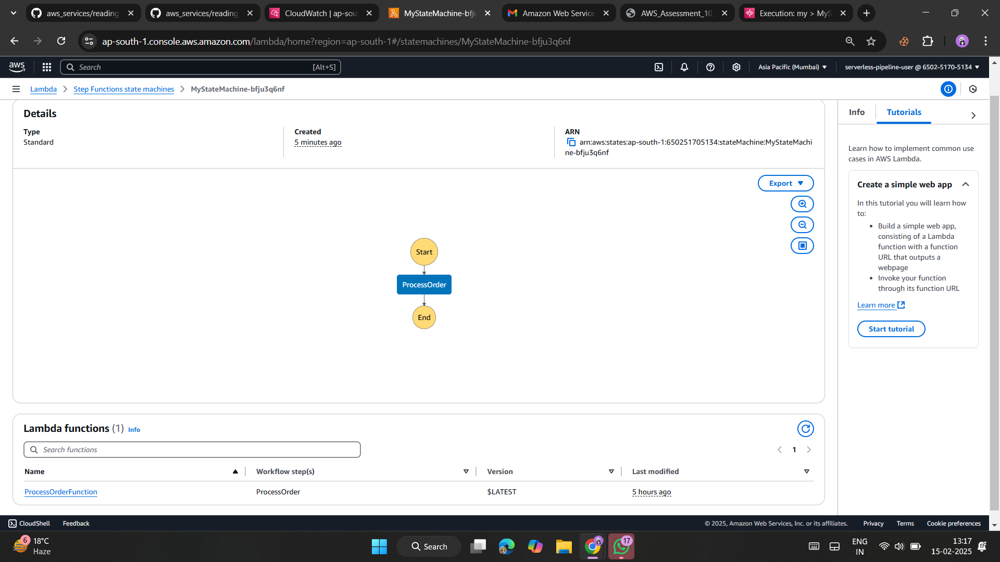 aws_services/reading
aws_services/reading
CloudWatch | ap-sou
MyStateMachine-bfju
Amazon Web Service
AWS_Assessment_10
Execution: my > MyS
ap-south-1.console.aws.amazon.com/lambda/home?region=ap-south-1#/statemachines/MyStateMachine-bfju3q6nf
aws
Search
[Alt+S]
Asia Pacific (Mumbai)
serverless-pipeline-user @ 6502-5170-5134
Lambda
Step Functions state machines
MyStateMachine-bfju3q6nf
Details
Type
Standard
Created
5 minutes ago
ARN
arn:aws:states:ap-south-1:650251705134:stateMachine:MyStateMachi
ne-bfju3q6nf
Export
Start
ProcessOrder
End
Info
Tutorials
Learn how to implement common use
cases in AWS Lambda.
Create a simple web app
In this tutorial you will learn how
to:
• Build a simple web app,
consisting of a Lambda
function with a function
URL that outputs a
webpage
• Invoke your function
through its function URL
Learn more
Start tutorial
Lambda functions (1) Info
Search functions
1
Name
Workflow step(s)
Version
Last modified
ProcessOrderFunction
ProcessOrder
$LATEST
5 hours ago
CloudShell
Feedback
© 2025, Amazon Web Services, Inc. or its affiliates.
Privacy
Terms
Cookie preferences
6
18°C
Haze
Search
17
ENG
IN
13:17
15-02-2025